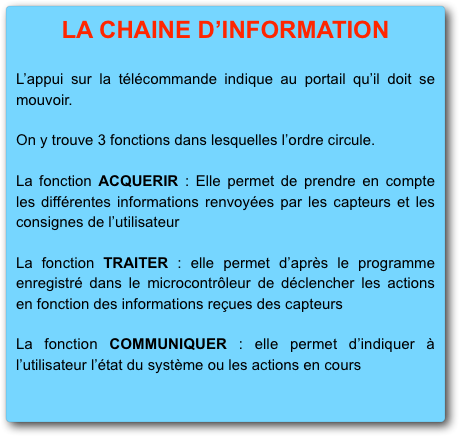 LA CHAINE D’INFORMATION
L’appui sur la télécommande indique au portail qu’il doit se
mouvoir.
On y trouve 3 fonctions dans lesquelles l’ordre circule.
La fonction ACQUERIR : Elle permet de prendre en compte
les différentes informations renvoyées par les capteurs et les
consignes de l’utilisateur
La fonction TRAITER : elle permet d’après le programme
enregistré dans le microcontrôleur de déclencher les actions
en fonction des informations reçues des capteurs
La fonction COMMUNIQUER : elle permet d’indiquer à
l’utilisateur l’état du système ou les actions en cours